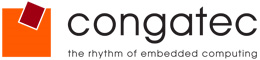 congatec
the rhythm of embedded computing